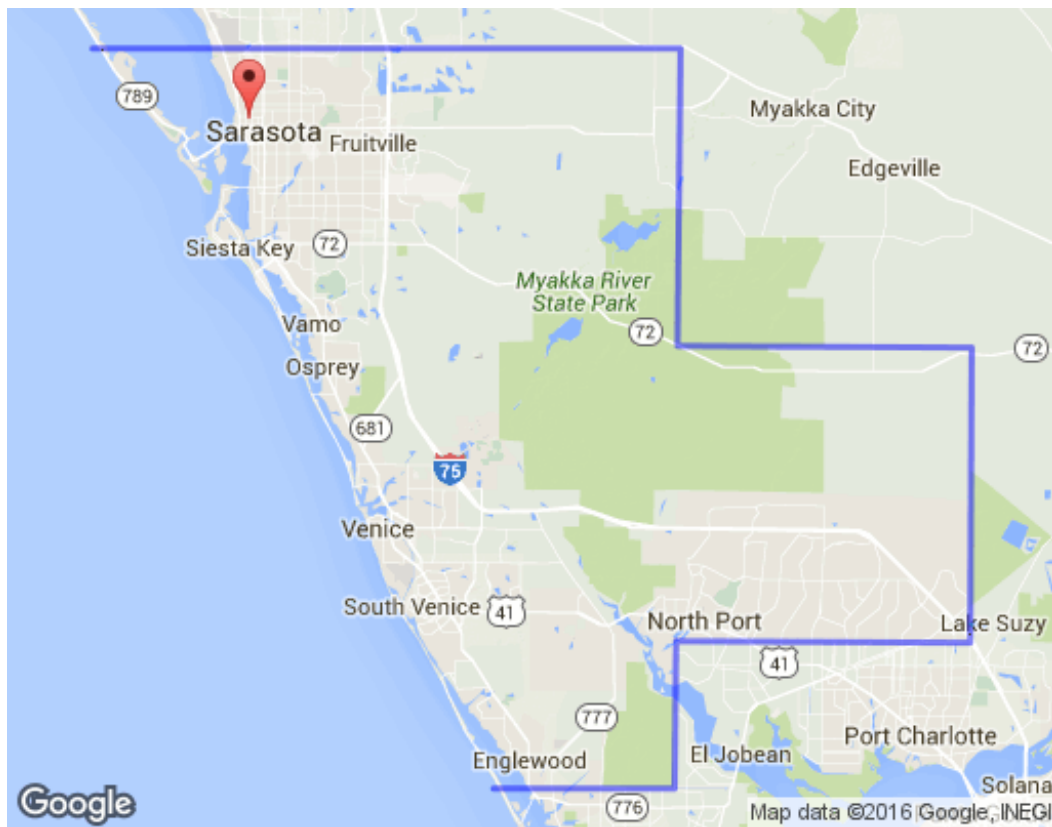 789
Myakka City
Sarasota
Fruitville
Edgeville
Siesta Key
72
Myakka River
State Park
Vamo
72
72
Osprey
681
75
Venice
South Venice
41
North Port
Lake Suzy
41
777
Port Charlotte
El Jobean
Englewood
Solana
776
Google
Map data ©2016 Google, INEGI